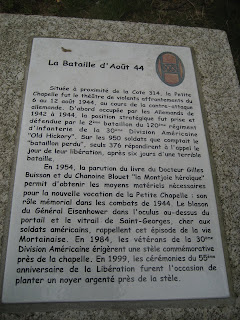 La Bataille d'Août 44
Située à proximité de la Cote 314, la Petite
Chapelle fut le théâtre de violents affrontements du
6 au 12 août 1944, au cours de la contre-attaque
allemande. D'abord occupée par les Allemands de
1942 à 1944, la position stratégique fut prise et
défendue par le 2ème bataillon du 120ème régiment
d'infanterie de la 30ème Division Américaine
"Old Hickory". Sur les 950 soldats que comptait le
"bataillon perdu", seuls 376 répondirent à l'appel le
jour de leur libération, après six jours d'une terrible
bataille.
En 1954, la parution du livre du Docteur Gilles
Buisson et du Chanoine Blouet "la Montjoie héroïque"
permit d'obtenir les moyens matériels nécessaires
pour la nouvelle vocation de la Petite Chapelle : son
rôle mémorial dans les combats de 1944. Le blason
du Général Eisenhower dans l'oculus au-dessus du
portail et le vitrail de Saint-Georges, cher aux
soldats américains, rappellent cet épisode de la vie
Mortainaise. En 1984, les vétérans de la 30ème
Division Américaine érigèrent une stèle commémorative
près de la chapelle. En 1999, les cérémonies du 55ème
anniversaire de la Libération furent l'occasion de
planter un noyer argenté près de la stèle.